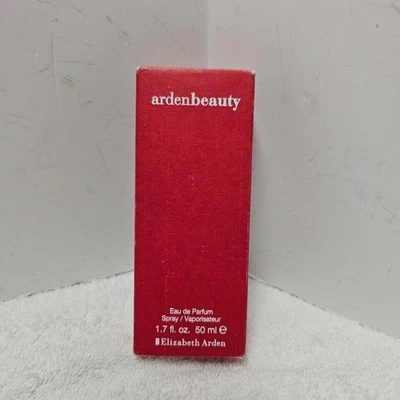 ardenbeauty
Eau de Parfum
Spray / Vaporisateur
1.7 fl. oz. 50 ml ℮
Elizabeth Arden